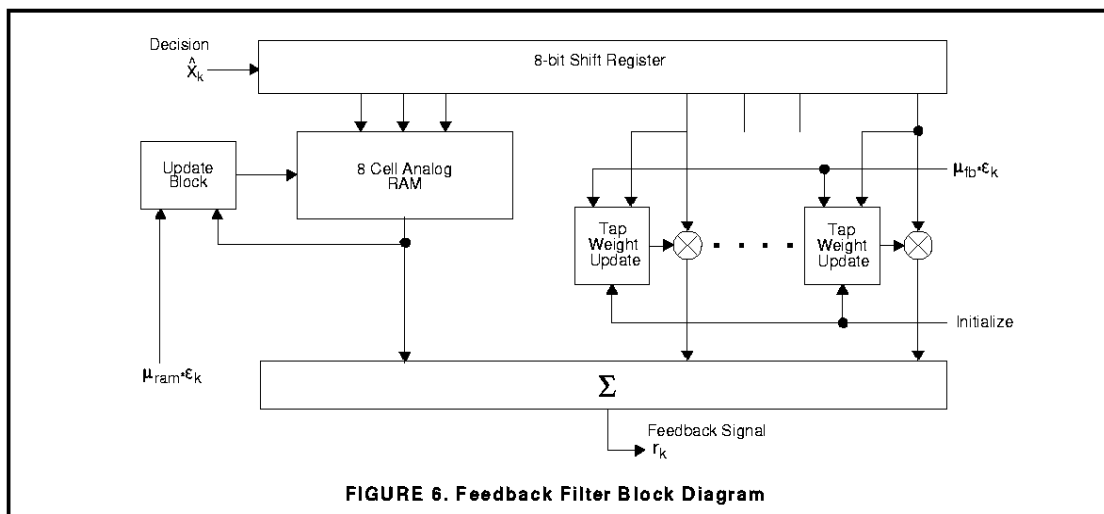 Decision
x̂k
8-bit Shift Register
Update
Block
8 Cell Analog
RAM
μfb•εk
Tap
Weight
Update
Tap
Weight
Update
Initialize
μram•εk
Σ
Feedback Signal
rk
FIGURE 6. Feedback Filter Block Diagram